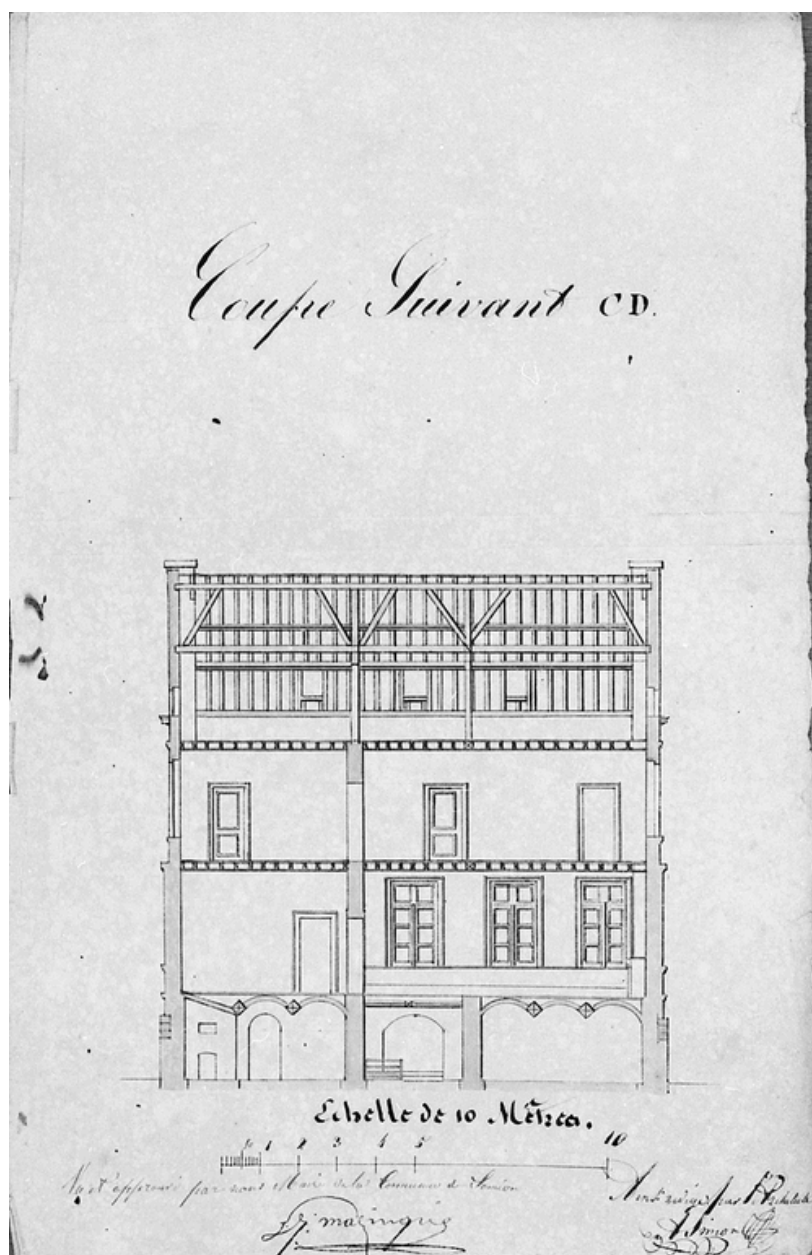 Coupe Suivant CD.
Echelle de 10 Mètres.
1 2 3 4 5 10
Vu et approuvé par nous Maire de la Commune de
Simon